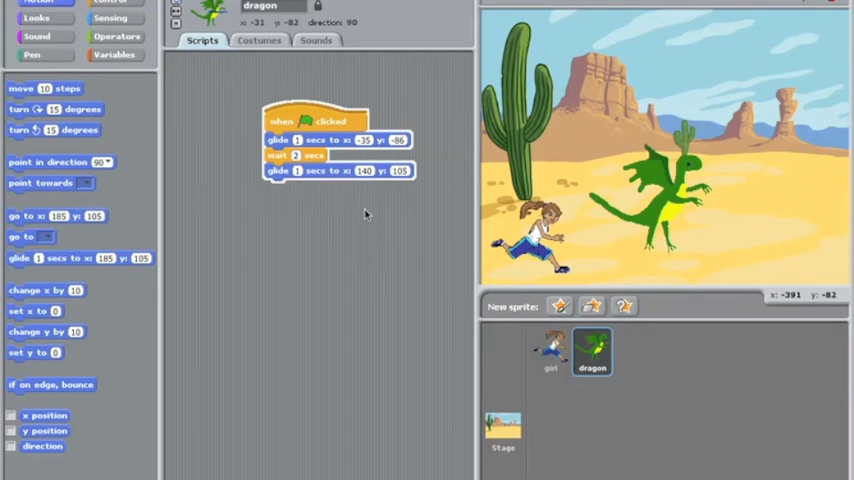 Motion
Control
Looks
Sensing
Sound
Operators
Pen
Variables
dragon
x: -31 y: -82 direction: 90
Scripts
Costumes
Sounds
move 10 steps
turn 15 degrees
turn 15 degrees
point in direction 90
point towards
go to x: 185 y: 105
go to
glide 1 secs to x: 185 y: 105
change x by 10
set x to 0
change y by 10
set y to 0
if on edge, bounce
x position
y position
direction
when clicked
glide 1 secs to x: -35 y: -86
wait 2 secs
glide 1 secs to x: 140 y: 105
x: -391 y: -82
New sprite:
girl
dragon
Stage